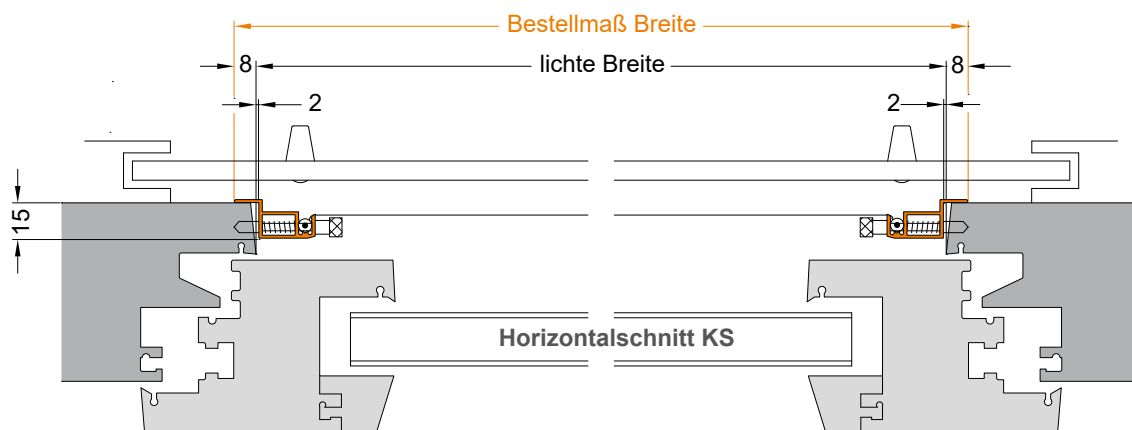 Bestellmaß Breite
8 lichte Breite 8
2 2
15
Horizontalschnitt KS